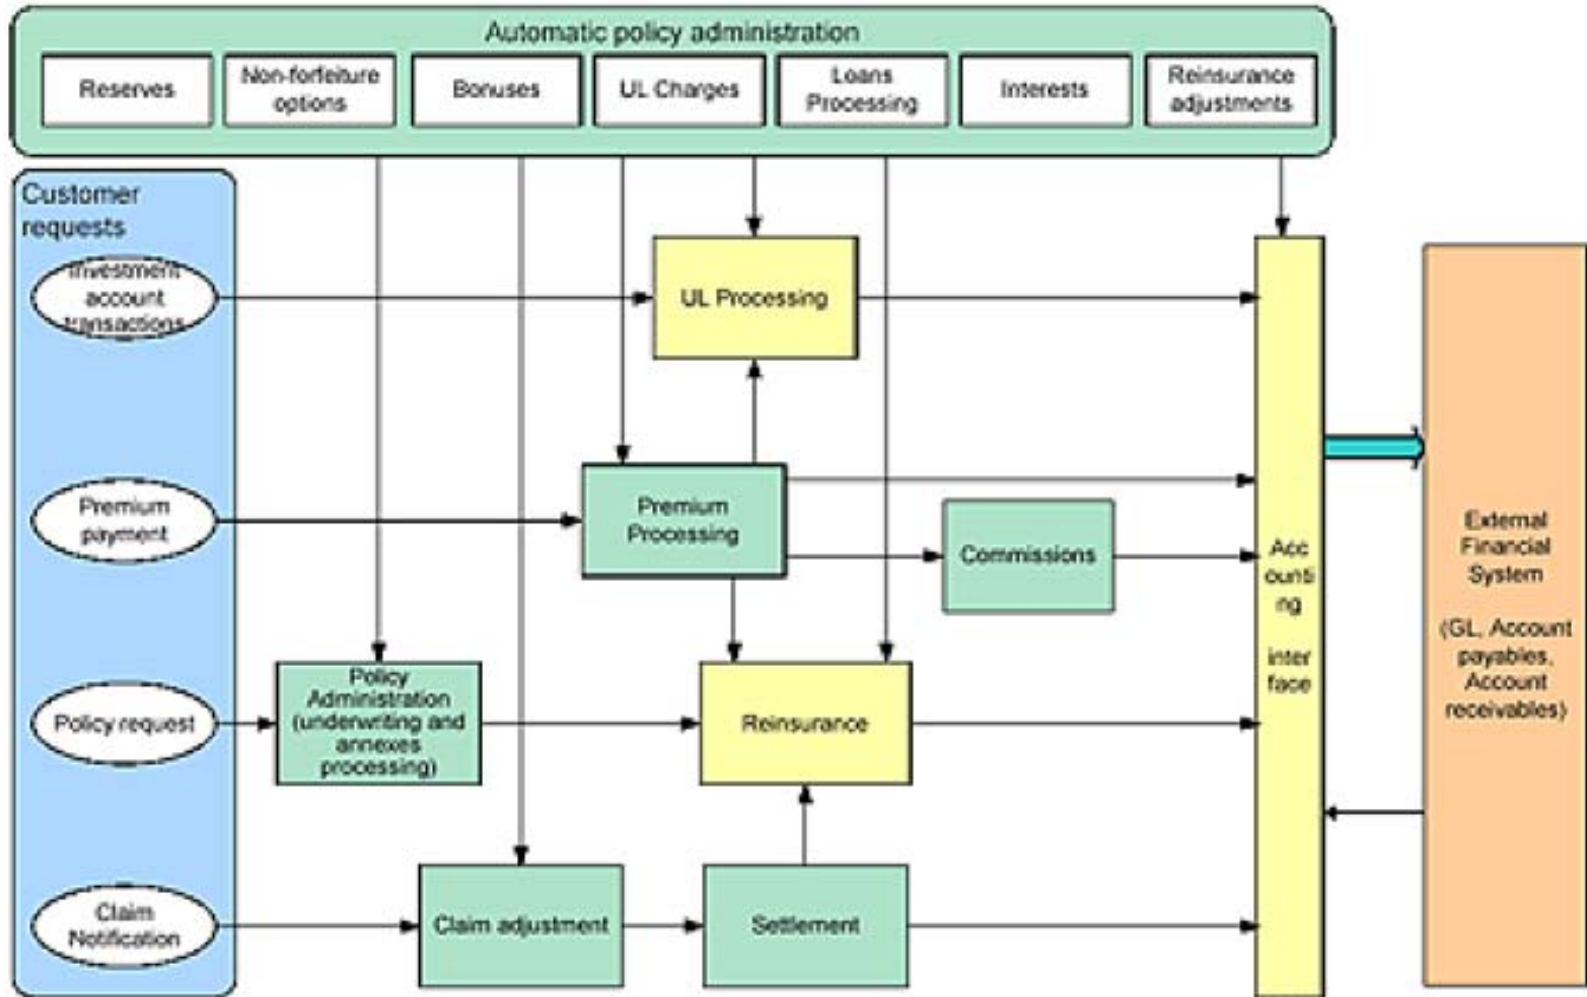 Automatic policy administration
Reserves
Non-forfeiture
options
Bonuses
UL Charges
Loans
Processing
Interests
Reinsurance
adjustments
Customer
requests
Investment
account
transactions
UL Processing
Premium
payment
Premium
Processing
Commissions
Acc
ounti
ng
inter
face
External
Financial
System
(GL, Account
payables,
Account
receivables)
Policy request
Policy
Administration
(underwriting and
annexes
processing)
Reinsurance
Claim
Notification
Claim adjustment
Settlement